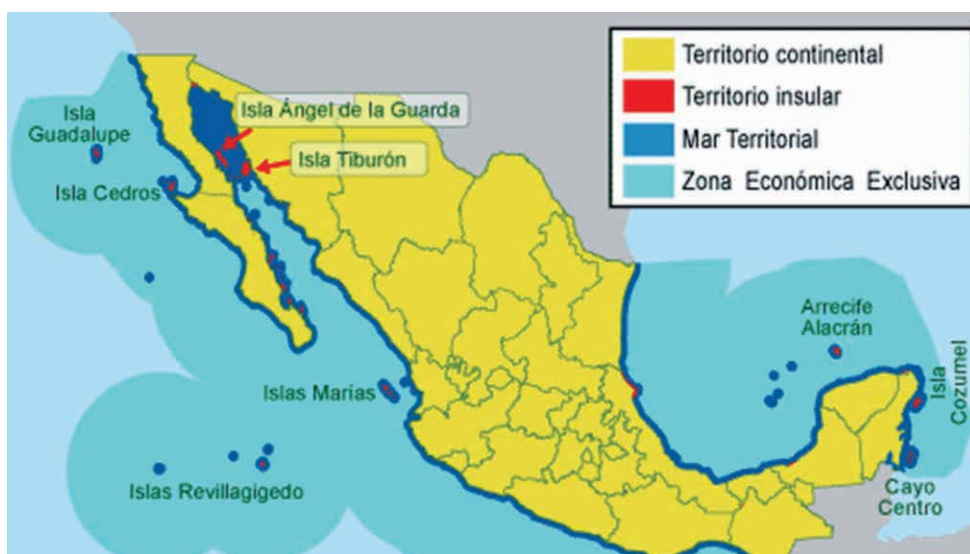 Territorio continental
Territorio insular
Mar Territorial
Zona Económica Exclusiva
Isla
Guadalupe
Isla Ángel de la Guarda
Isla Tiburón
Isla Cedros
Arrecife
Alacrán
Isla
Cozumel
Islas Marías
Islas Revillagigedo
Cayo
Centro